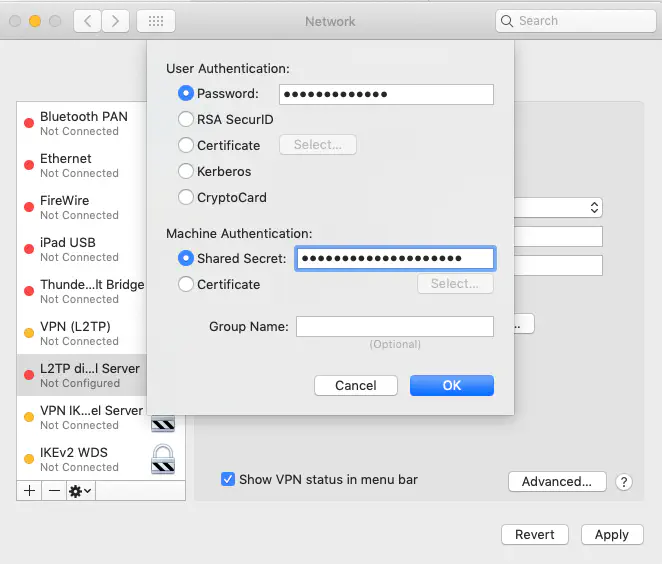 Network
Search
User Authentication:
Password: •••••••••••••
RSA SecurID
Certificate Select...
Kerberos
CryptoCard
Machine Authentication:
Shared Secret: ••••••••••••••••••••
Certificate
Select...
Group Name:
(Optional)
Cancel OK
Bluetooth PAN
Not Connected
Ethernet
Not Connected
FireWire
Not Connected
iPad USB
Not Connected
Thunde...lt Bridge
Not Connected
VPN (L2TP)
Not Connected
L2TP di...l Server
Not Configured
VPN IK...el Server
Not Connected
IKEv2 WDS
Not Connected
...
Show VPN status in menu bar
Advanced... ?
Revert Apply